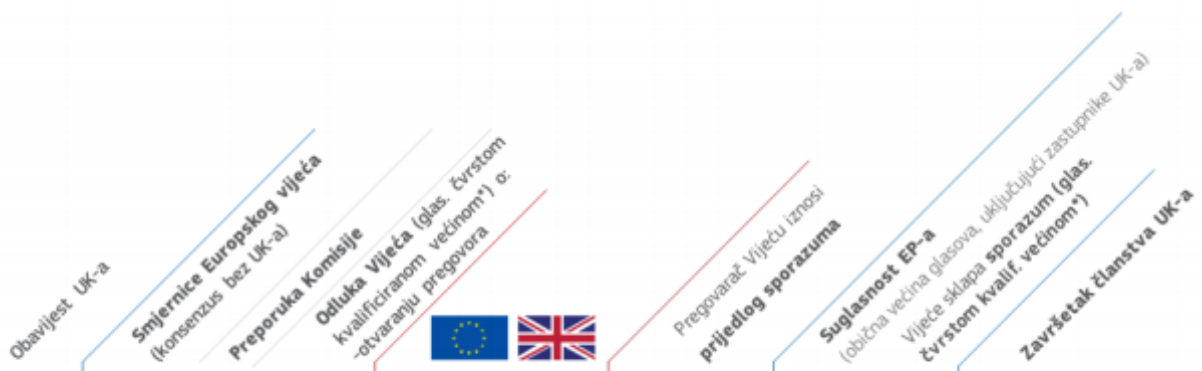 Obavijest UK-a
Smjernice Europskog vijeća
(konsenzus bez UK-a)
Preporuka Komisije
Odluka Vijeća (glas. čvrstom
kvalificiranom većinom*) o:
-otvaranju pregovora
Pregovarač Vijeću iznosi
prijedlog sporazuma
Suglasnost EP-a
(obična većina glasova, uključujući zastupnike UK-a)
Vijeće sklapa sporazum (glas.
čvrstom kvalif. većinom*)
Završetak članstva UK-a